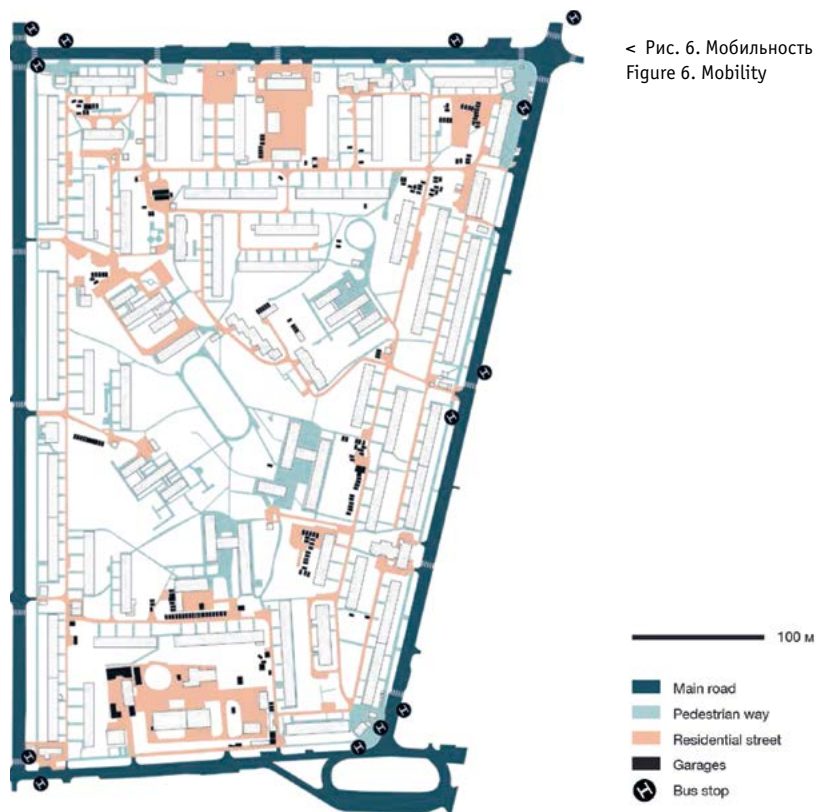 < Рис. 6. Мобильность
Figure 6. Mobility
100 м
Main road
Pedestrian way
Residential street
Garages
Bus stop